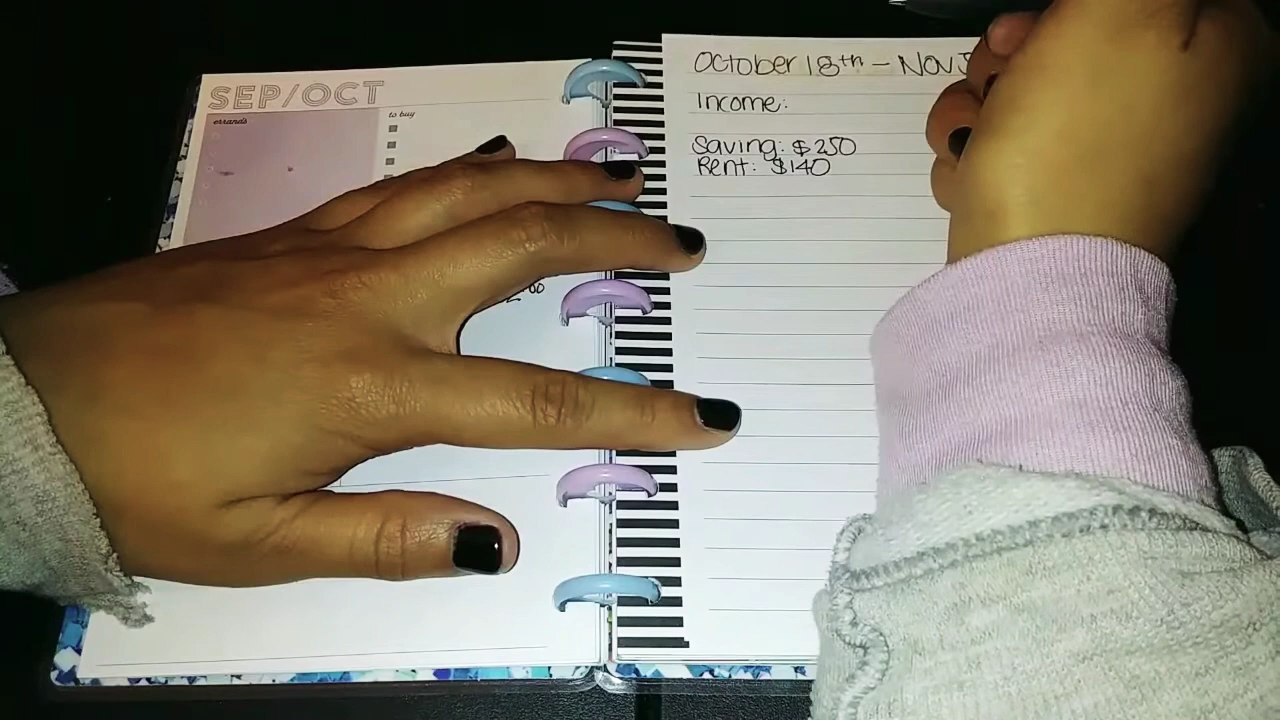 SEP/OCT
errands
to buy
October 18th - Nov
Income:
Saving: $250
Rent: $140